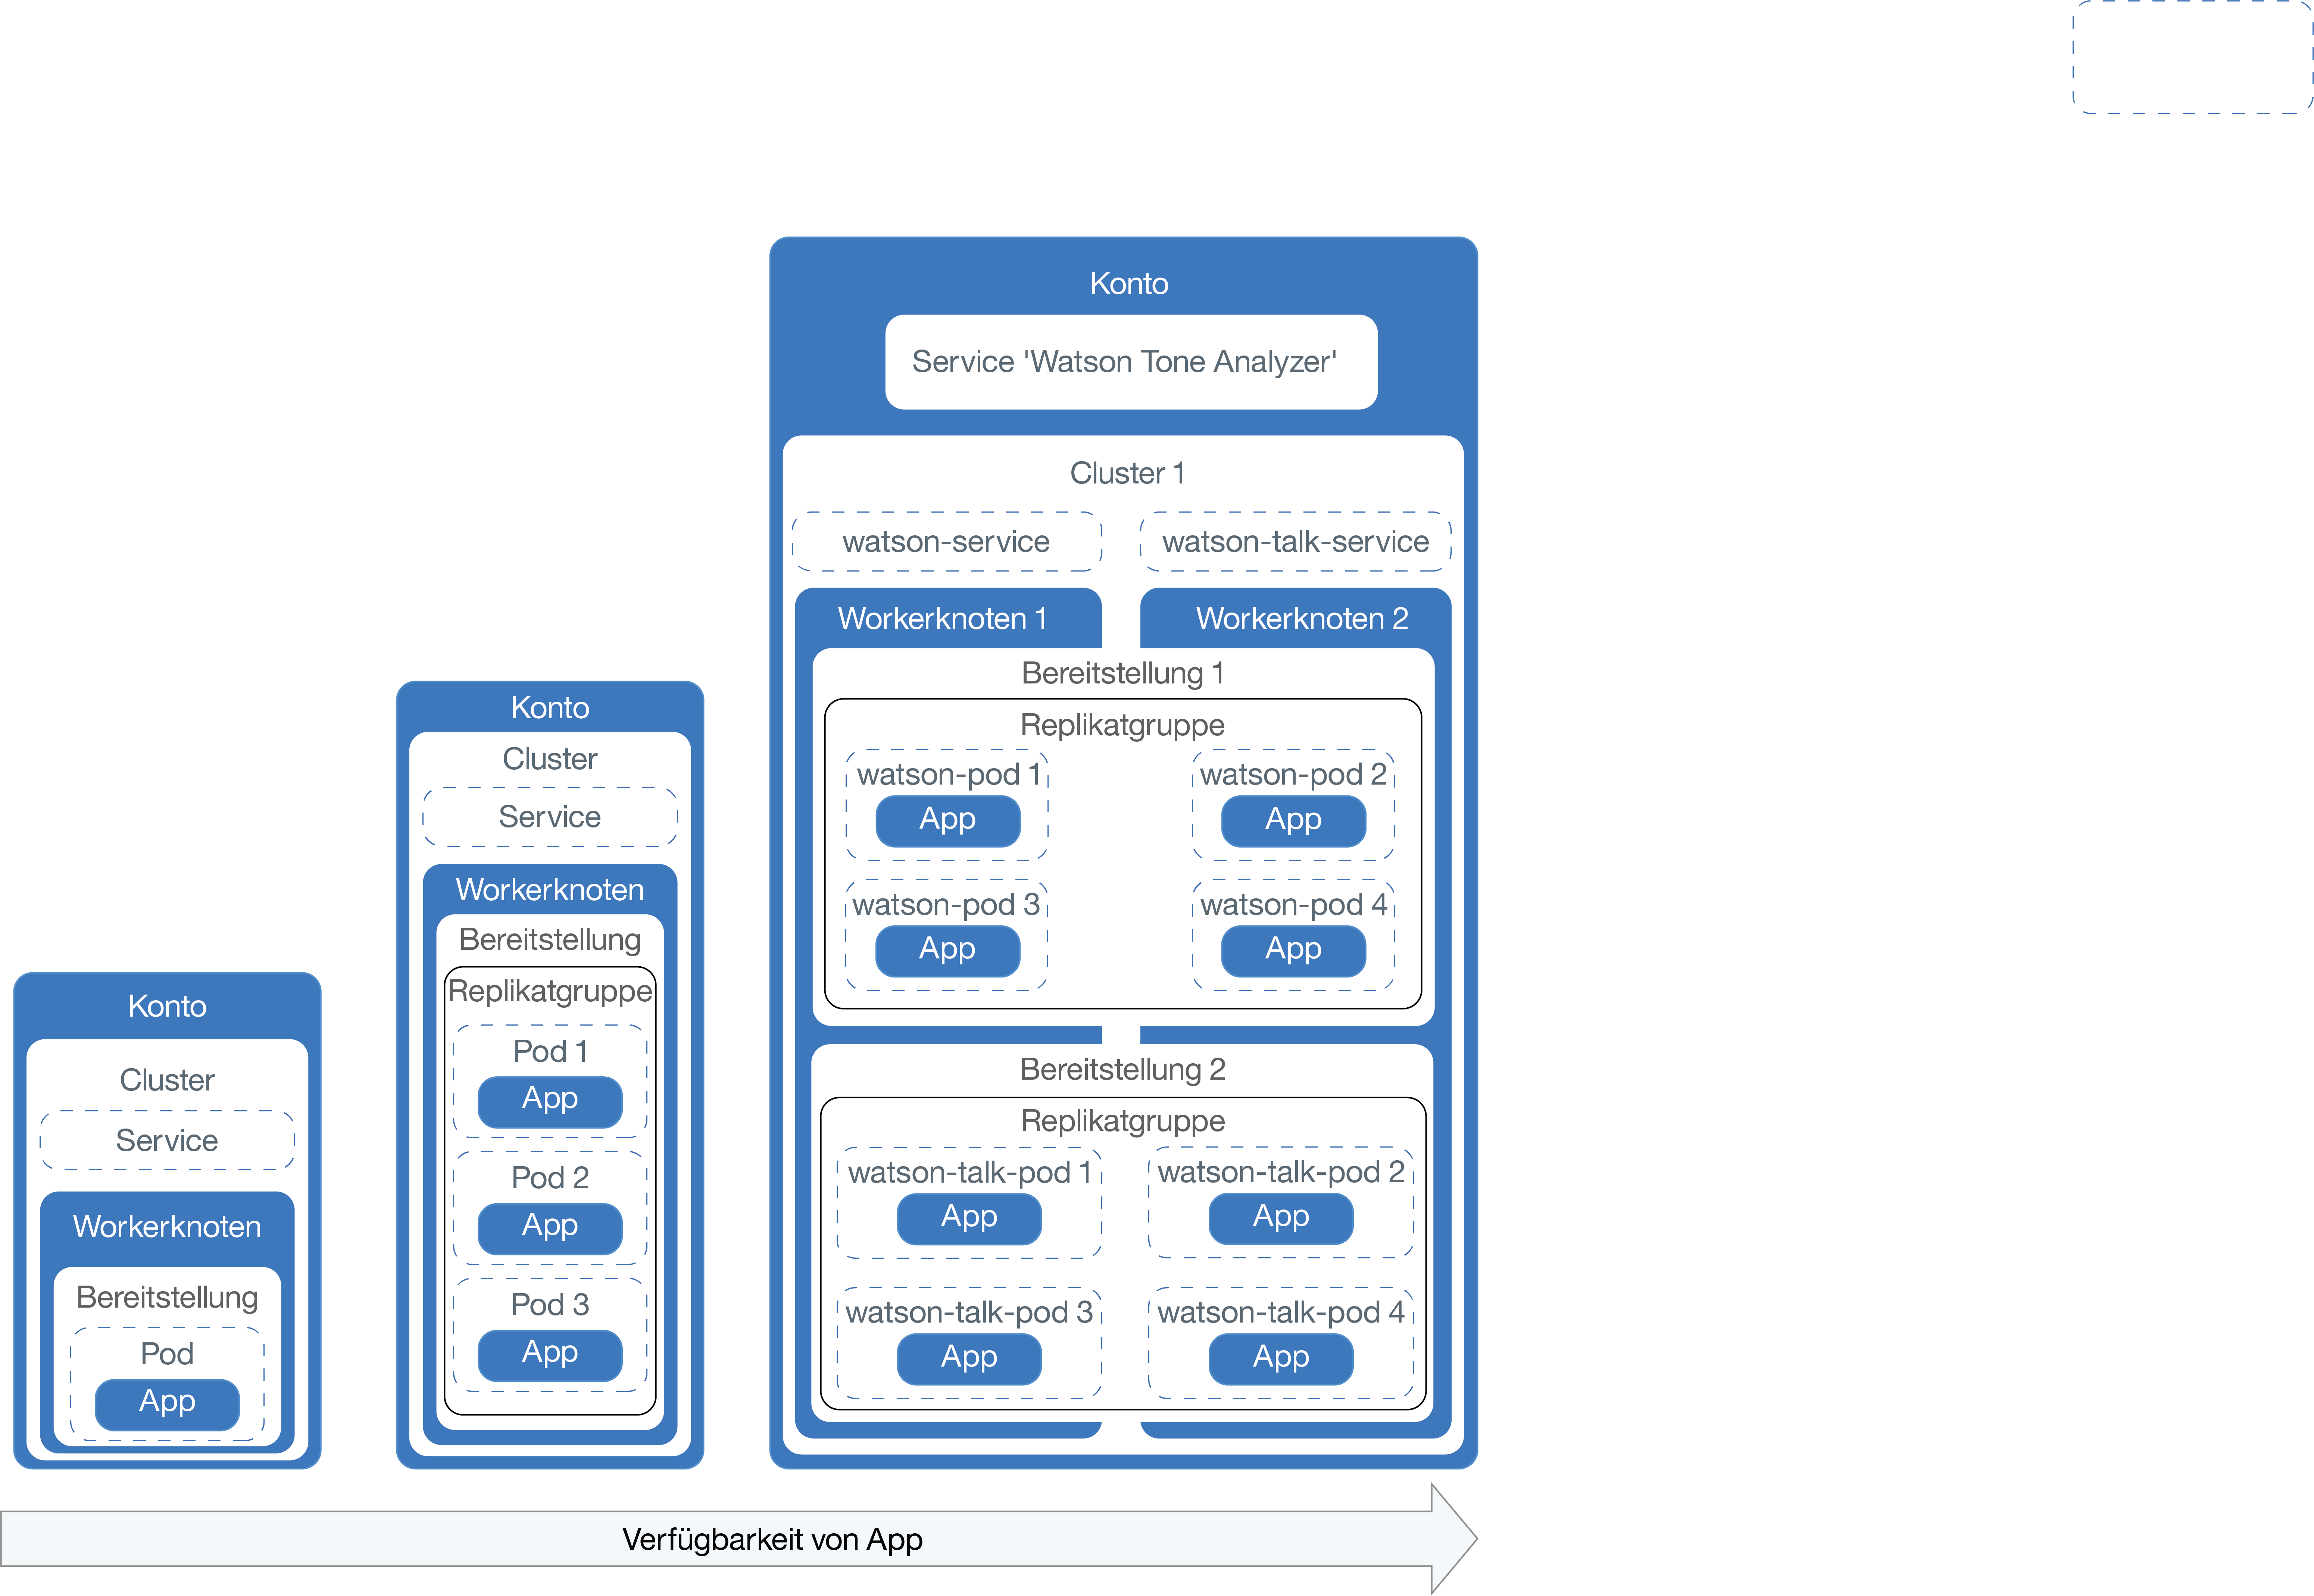 Konto
Cluster
Service
Workerknoten
Bereitstellung
Pod
App
Konto
Cluster
Service
Workerknoten
Bereitstellung
Replikatgruppe
Pod 1
App
Pod 2
App
Pod 3
App
Konto
Service 'Watson Tone Analyzer'
Cluster 1
watson-service
watson-talk-service
Workerknoten 1
Workerknoten 2
Bereitstellung 1
Replikatgruppe
watson-pod 1
App
watson-pod 2
App
watson-pod 3
App
watson-pod 4
App
Bereitstellung 2
Replikatgruppe
watson-talk-pod 1
App
watson-talk-pod 2
App
watson-talk-pod 3
App
watson-talk-pod 4
App
Verfügbarkeit von App